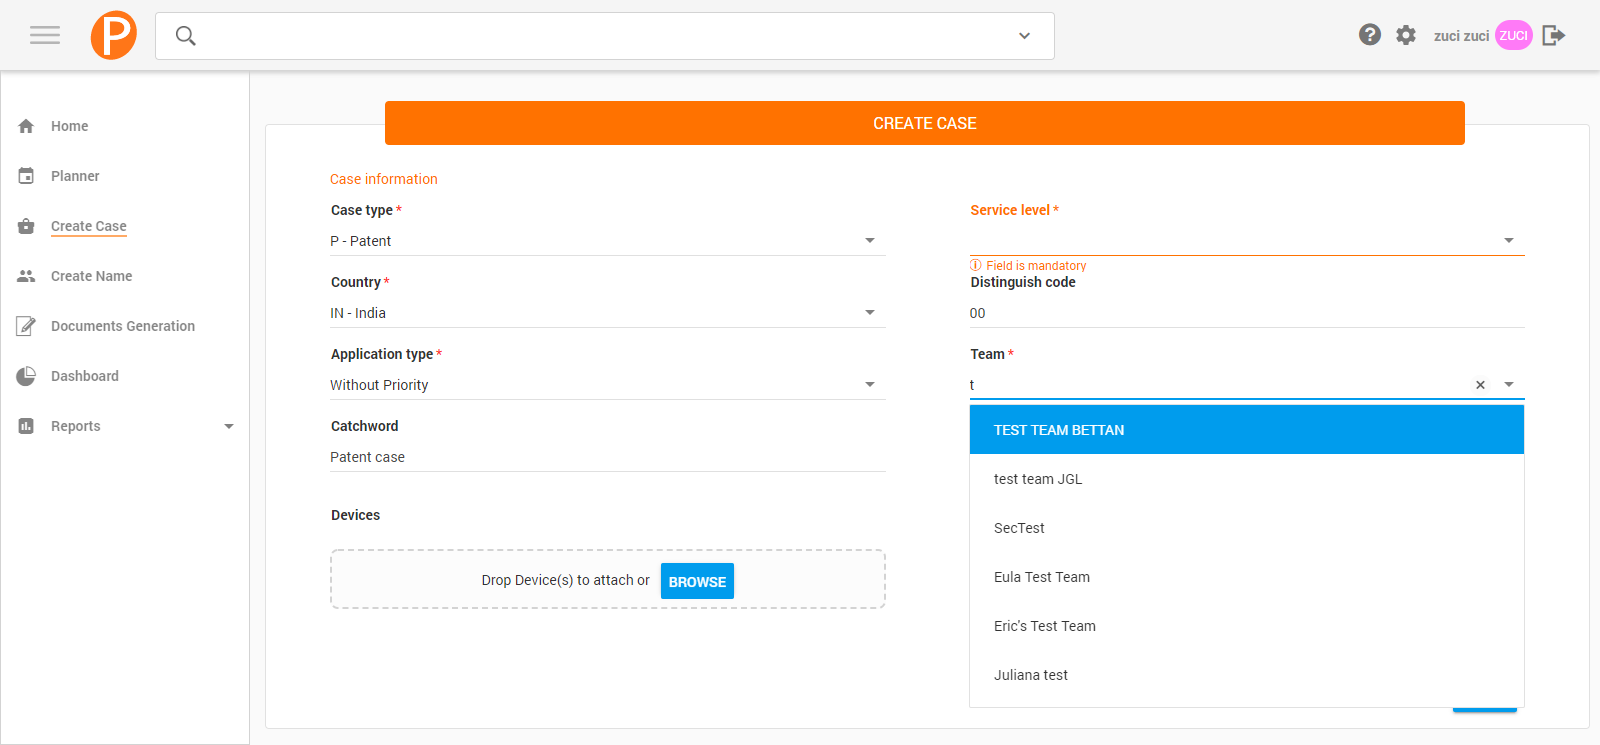 P
zuci zuci ZUCI
Home
Planner
Create Case
Create Name
Documents Generation
Dashboard
Reports
CREATE CASE
Case information
Case type *
P - Patent
Country *
IN - India
Application type *
Without Priority
Catchword
Patent case
Devices
Drop Device(s) to attach or BROWSE
Service level *
Field is mandatory
Distinguish code
00
Team *
t
TEST TEAM BETTAN
test team JGL
SecTest
Eula Test Team
Eric's Test Team
Juliana test